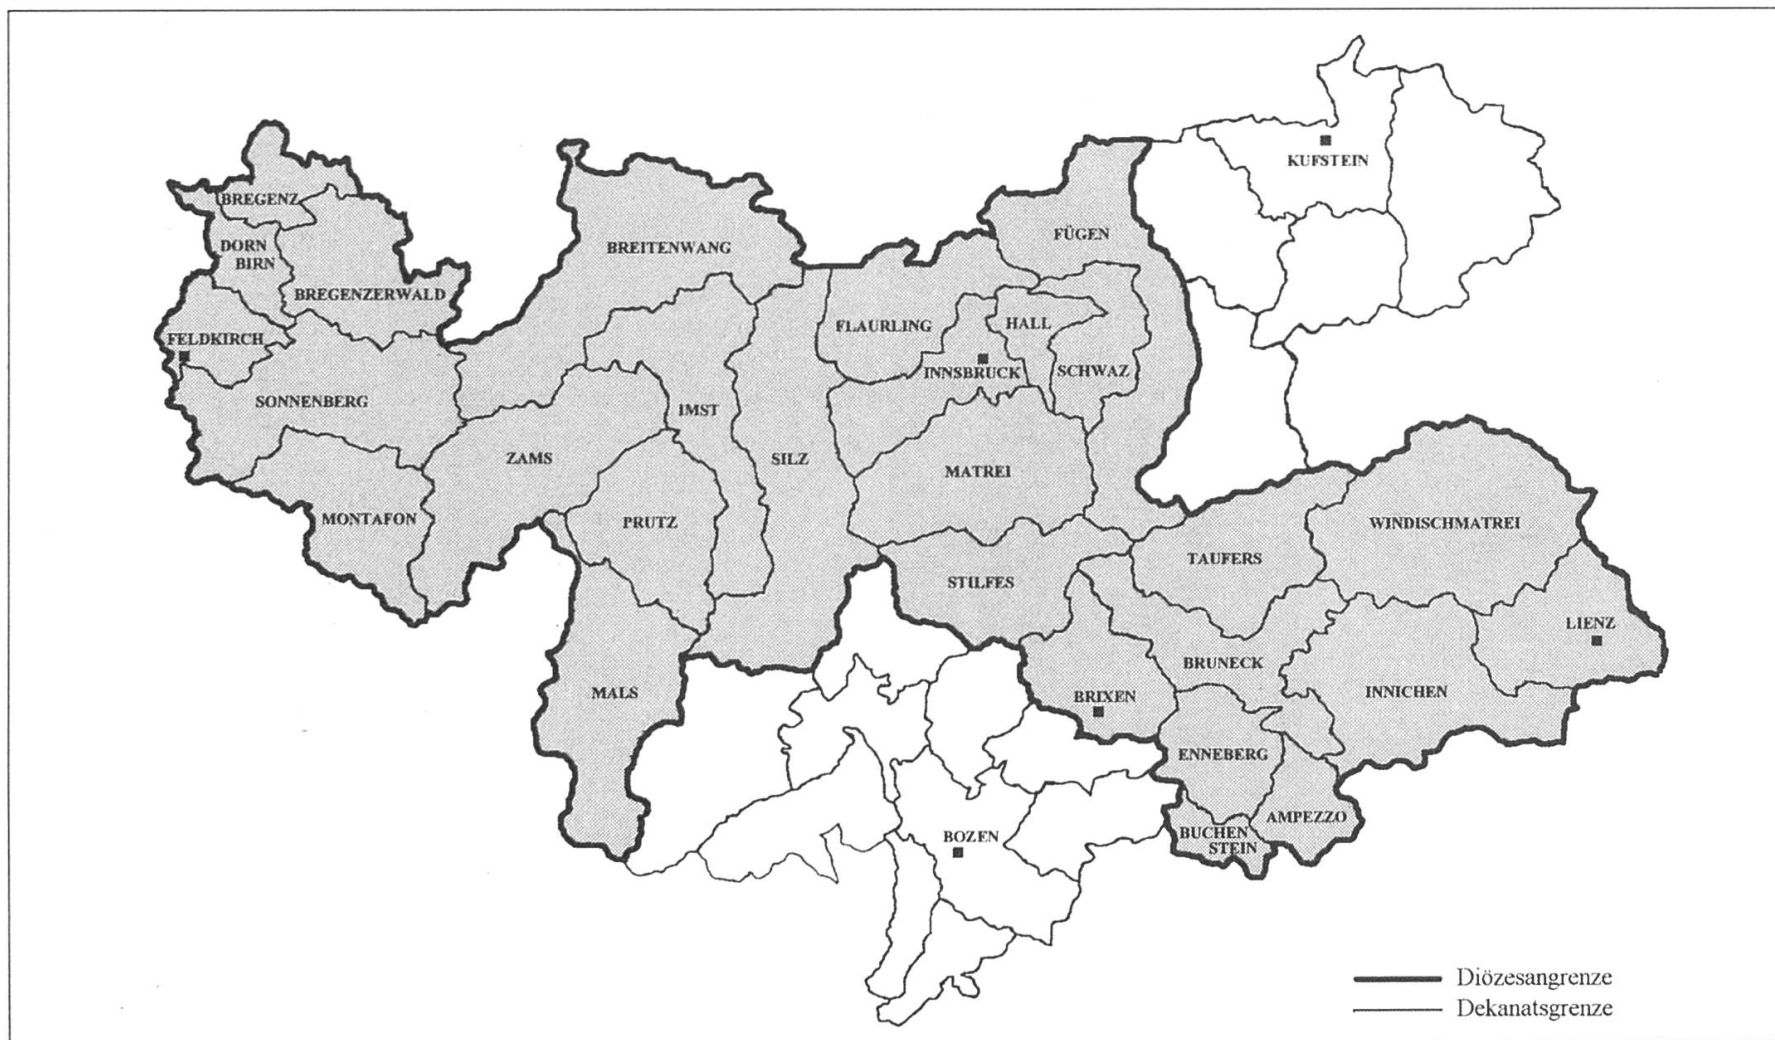 KUFSTEIN
BREGENZ
DORN
BIRN
BREITENWANG
FÜGEN
BREGENZERWALD
FLAURLING
HALL
FELDKIRCH
INNSBRUCK
SCHWAZ
SONNENBERG
IMST
ZAMS
SILZ
MATREI
MONTAFON
PRUTZ
WINDISCHMATREI
TAUFERS
STILFES
LIENZ
BRUNECK
MALS
BRIXEN
INNICHEN
ENNEBERG
AMPEZZO
BOZEN
BUCHEN
STEIN
Diözesangrenze
Dekanatsgrenze